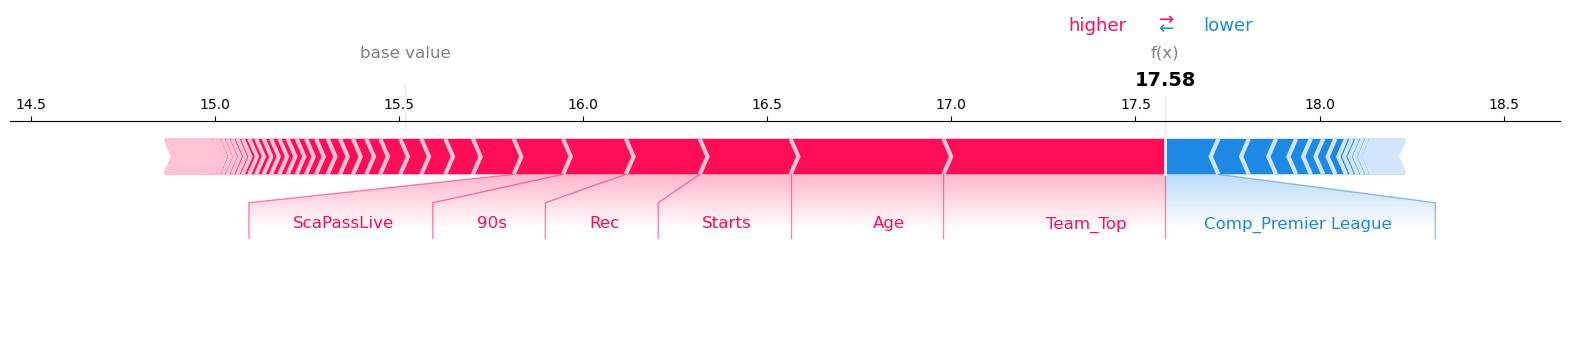 higher → ← lower
base value f(x)
17.58
14.5 15.0 15.5 16.0 16.5 17.0 17.5 18.0 18.5
ScaPassLive 90s Rec Starts Age Team_Top Comp_Premier League